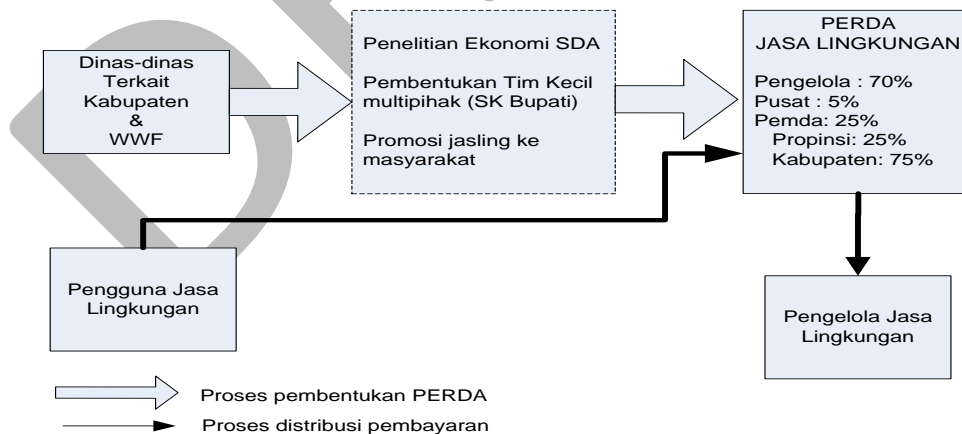 Dinas-dinas
Terkait
Kabupaten
&
WWF
Penelitian Ekonomi SDA
Pembentukan Tim Kecil
multipihak (SK Bupati)
Promosi jasling ke
masyarakat
PERDA
JASA LINGKUNGAN
Pengelola : 70%
Pusat : 5%
Pemda: 25%
Propinsi: 25%
Kabupaten: 75%
Pengguna Jasa
Lingkungan
Pengelola Jasa
Lingkungan
Proses pembentukan PERDA
Proses distribusi pembayaran